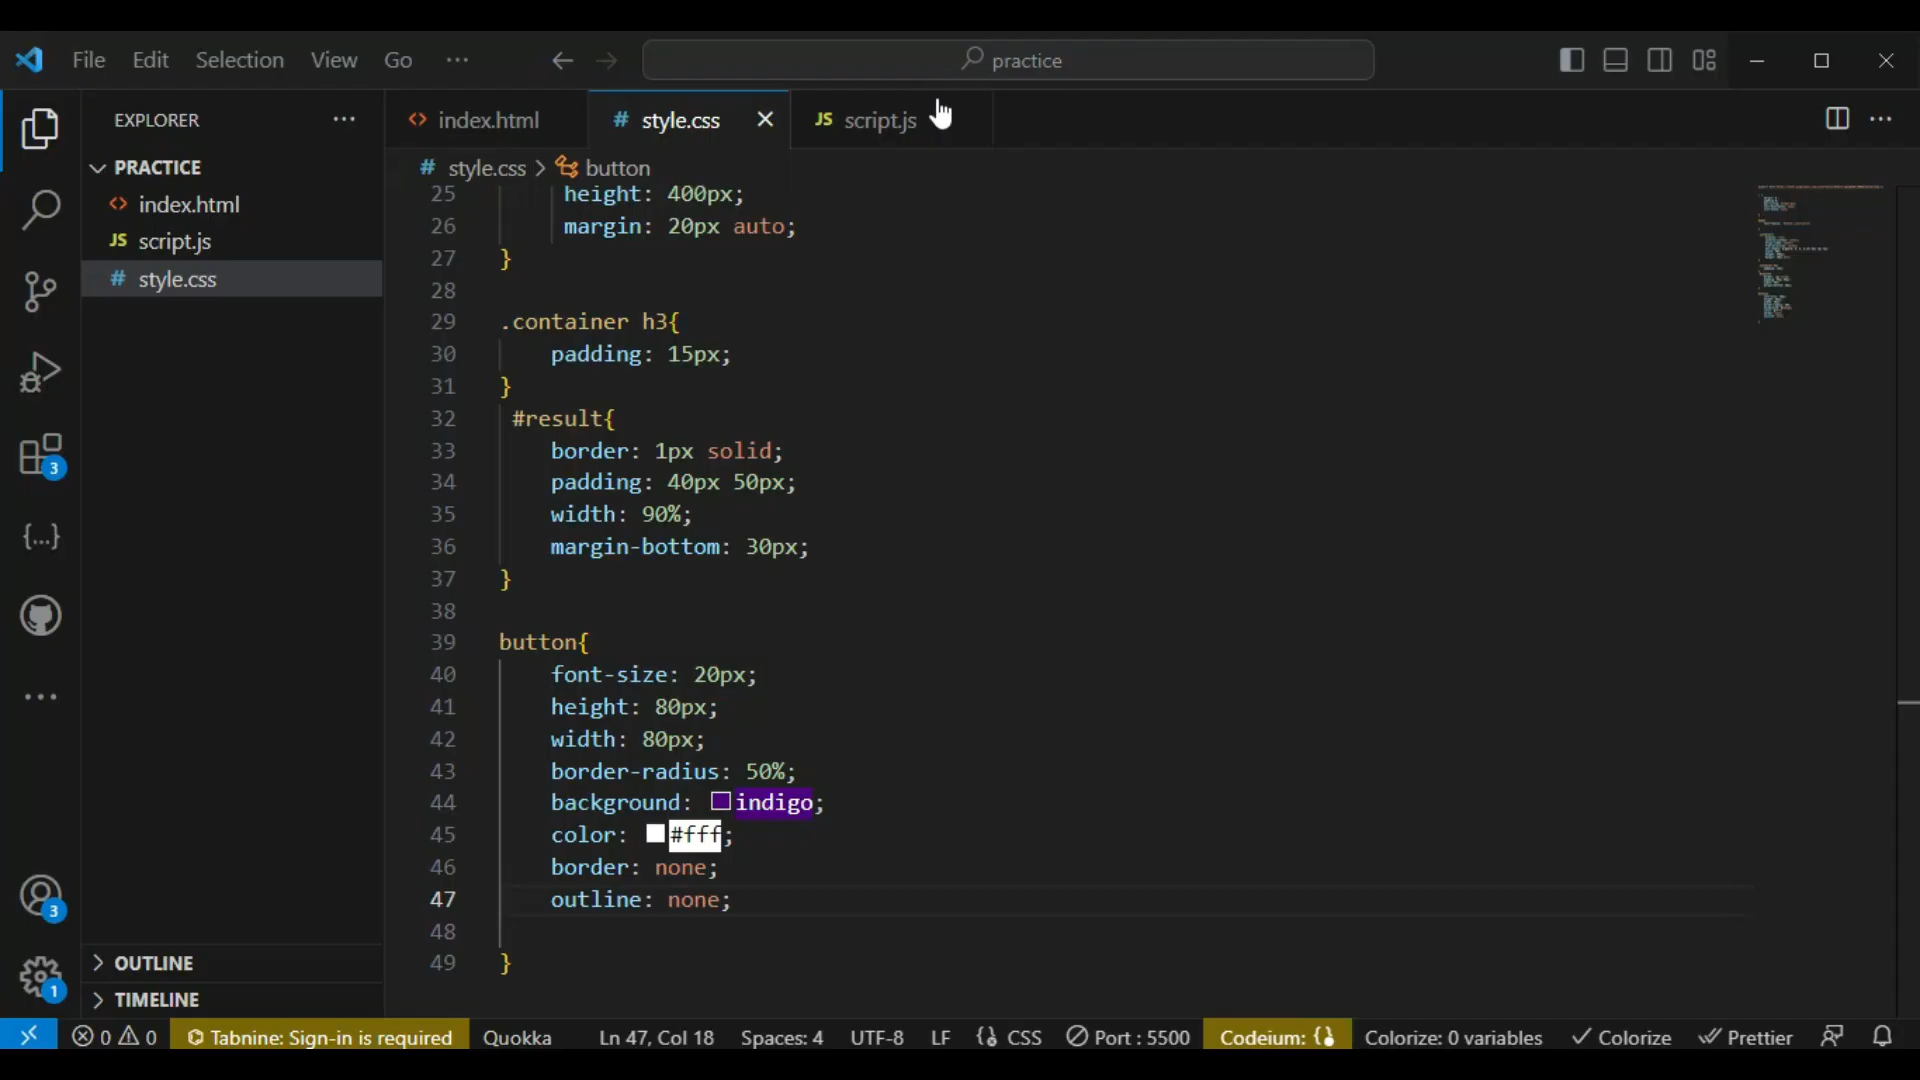 File Edit Selection View Go ··· practice
EXPLORER ···
PRACTICE
index.html
JS script.js
# style.css
OUTLINE
TIMELINE
index.html # style.css JS script.js
# style.css > button
25 height: 400px;
26 margin: 20px auto;
27 }
28
29 .container h3{
30 padding: 15px;
31 }
32 #result{
33 border: 1px solid;
34 padding: 40px 50px;
35 width: 90%;
36 margin-bottom: 30px;
37 }
38
39 button{
40 font-size: 20px;
41 height: 80px;
42 width: 80px;
43 border-radius: 50%;
44 background: indigo;
45 color: #fff;
46 border: none;
47 outline: none;
48
49 }
3
{...}
3
1
0 0 Tabnine: Sign-in is required Quokka Ln 47, Col 18 Spaces: 4 UTF-8 LF CSS Port : 5500 Codeium: {} Colorize: 0 variables Colorize Prettier